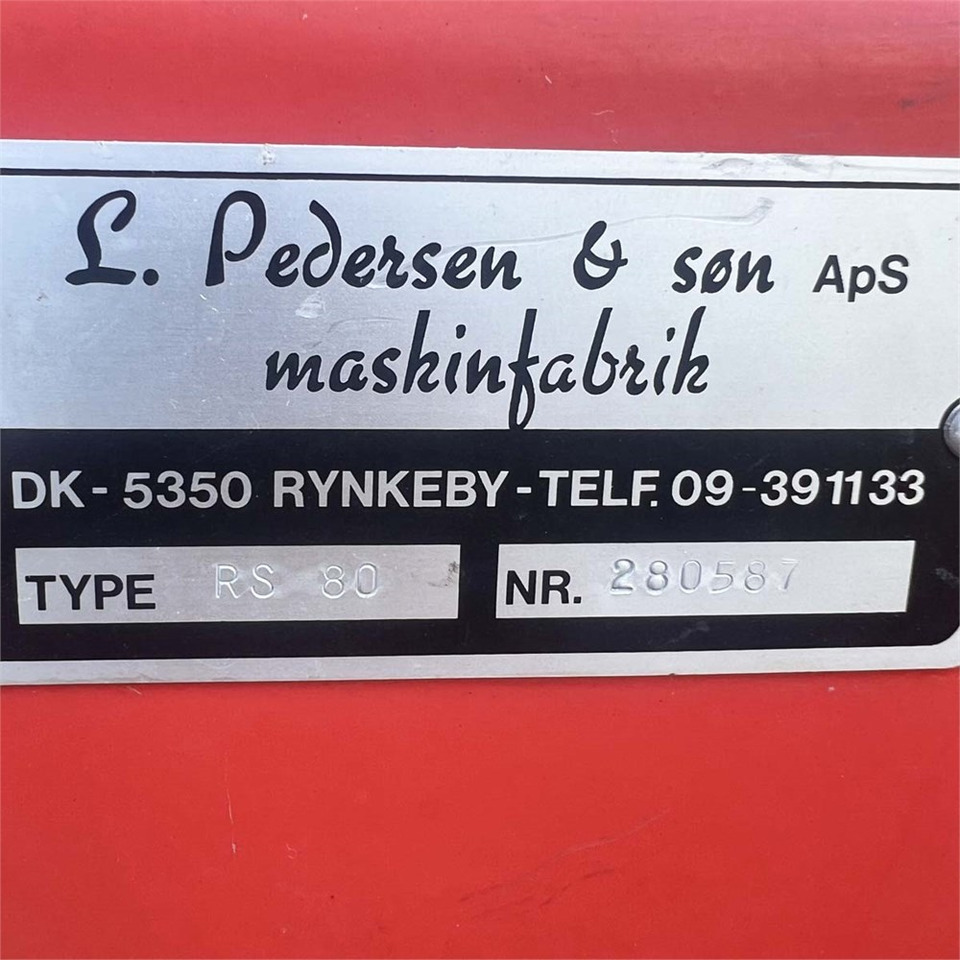 L. Pedersen & søn ApS
maskinfabrik
DK - 5350 RYNKEBY - TELF. 09-391133
TYPE RS 80 NR. 280587